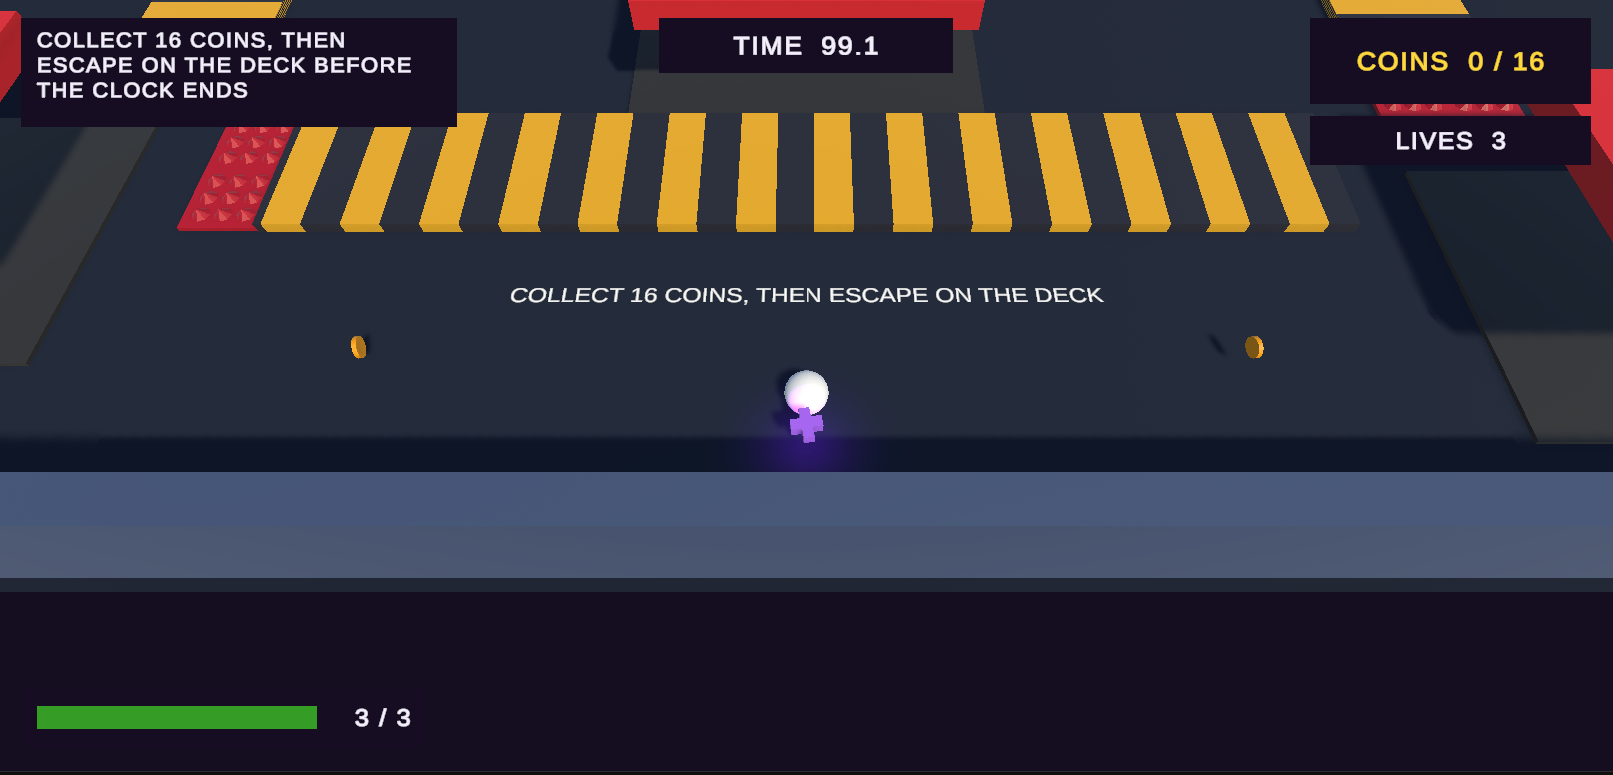 COLLECT 16 COINS, THEN
ESCAPE ON THE DECK BEFORE
THE CLOCK ENDS
TIME 99.1
COINS 0 / 16
LIVES 3
COLLECT 16 COINS, THEN ESCAPE ON THE DECK
3 / 3